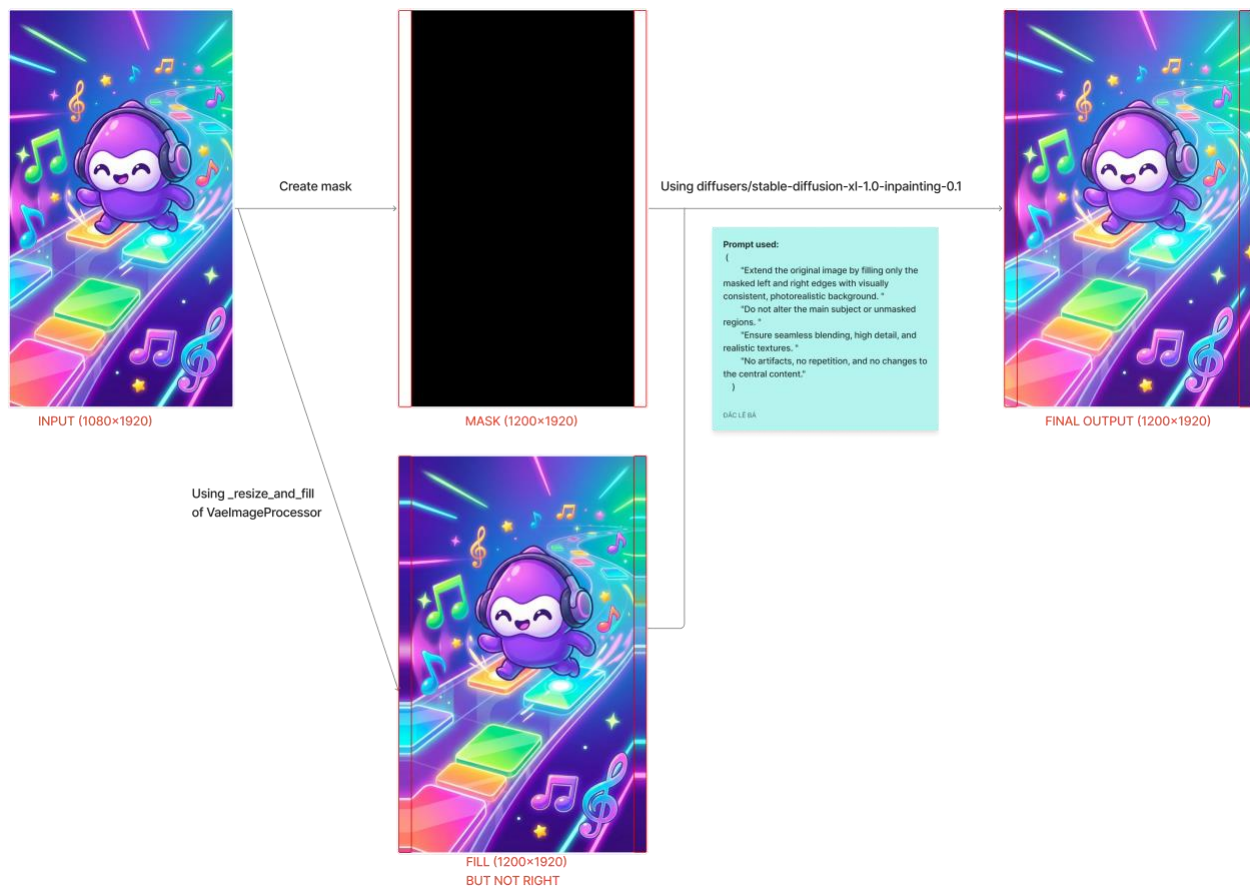 Create mask
Using diffusers/stable-diffusion-xl-1.0-inpainting-0.1
Prompt used:
{
"Extend the original image by filling only the
masked left and right edges with visually
consistent, photorealistic background. "
"Do not alter the main subject or unmasked
regions. "
"Ensure seamless blending, high detail, and
realistic textures. "
"No artifacts, no repetition, and no changes to
the central content."
}
ĐẮC LÊ BÁ
INPUT (1080×1920)
MASK (1200×1920)
FINAL OUTPUT (1200×1920)
Using _resize_and_fill
of VaeImageProcessor
FILL (1200×1920)
BUT NOT RIGHT